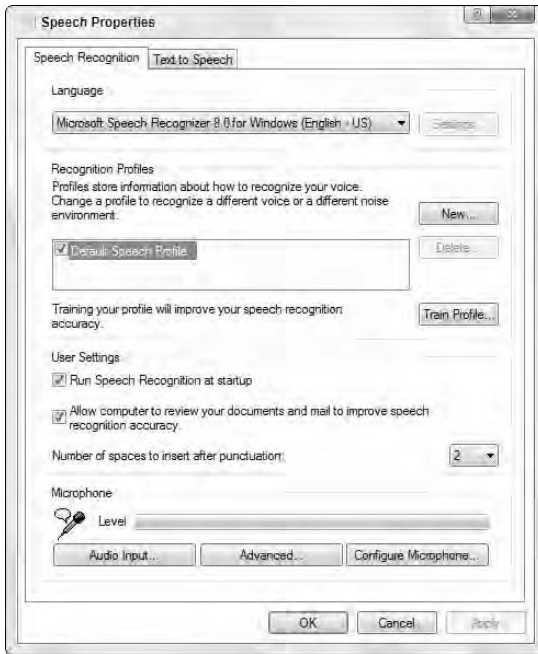 Speech Properties
Speech Recognition Text to Speech
Language
Microsoft Speech Recognizer 8.0 for Windows (English - US)
Settings...
Recognition Profiles
Profiles store information about how to recognize your voice.
Change a profile to recognize a different voice or a different noise
environment.
New...
Default Speech Profile
Delete...
Training your profile will improve your speech recognition
accuracy.
Train Profile...
User Settings
Run Speech Recognition at startup
Allow computer to review your documents and mail to improve speech
recognition accuracy.
Number of spaces to insert after punctuation: 2
Microphone
Level
Audio Input... Advanced... Configure Microphone...
OK Cancel Apply